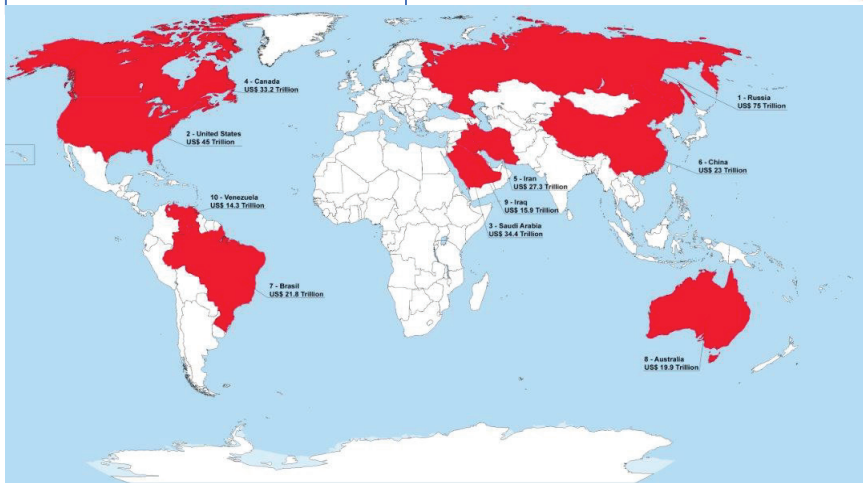 4 - Canada
US$ 33.2 Trillion
1 - Russia
US$ 75 Trillion
2 - United States
US$ 45 Trillion
6 - China
US$ 23 Trillion
5 - Iran
US$ 27.3 Trillion
10 - Venezuela
US$ 14.3 Trillion
9 - Iraq
US$ 15.9 Trillion
3 - Saudi Arabia
US$ 34.4 Trillion
7 - Brasil
US$ 21.8 Trillion
8 - Australia
US$ 19.9 Trillion